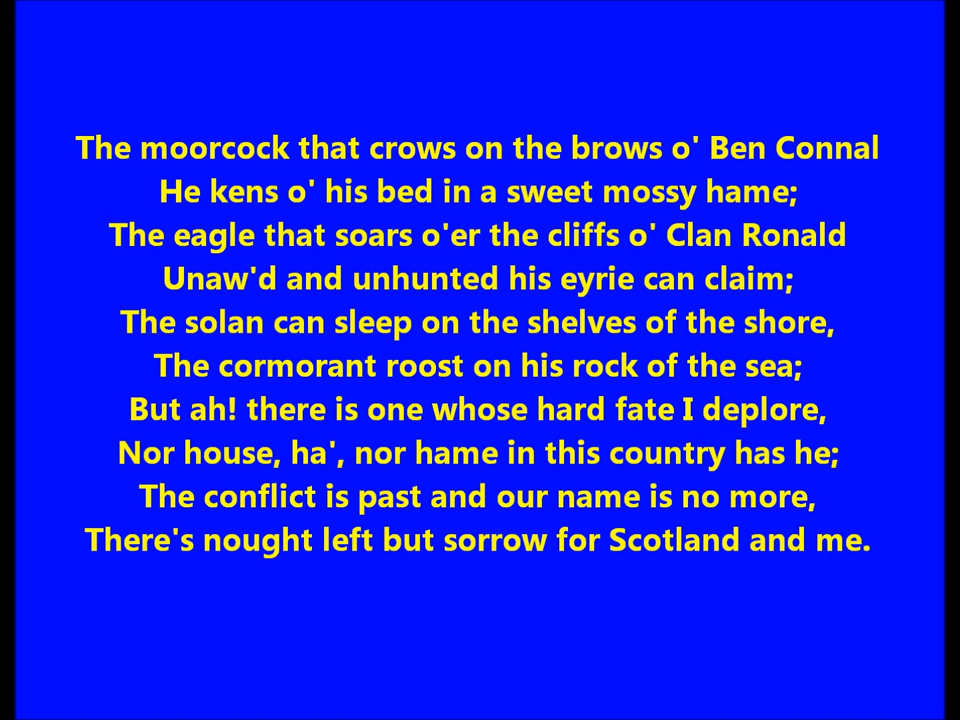 The moorcock that crows on the brows o' Ben Connal
He kens o' his bed in a sweet mossy hame;
The eagle that soars o'er the cliffs o' Clan Ronald
Unaw'd and unhunted his eyrie can claim;
The solan can sleep on the shelves of the shore,
The cormorant roost on his rock of the sea;
But ah! there is one whose hard fate I deplore,
Nor house, ha', nor hame in this country has he;
The conflict is past and our name is no more,
There's nought left but sorrow for Scotland and me.